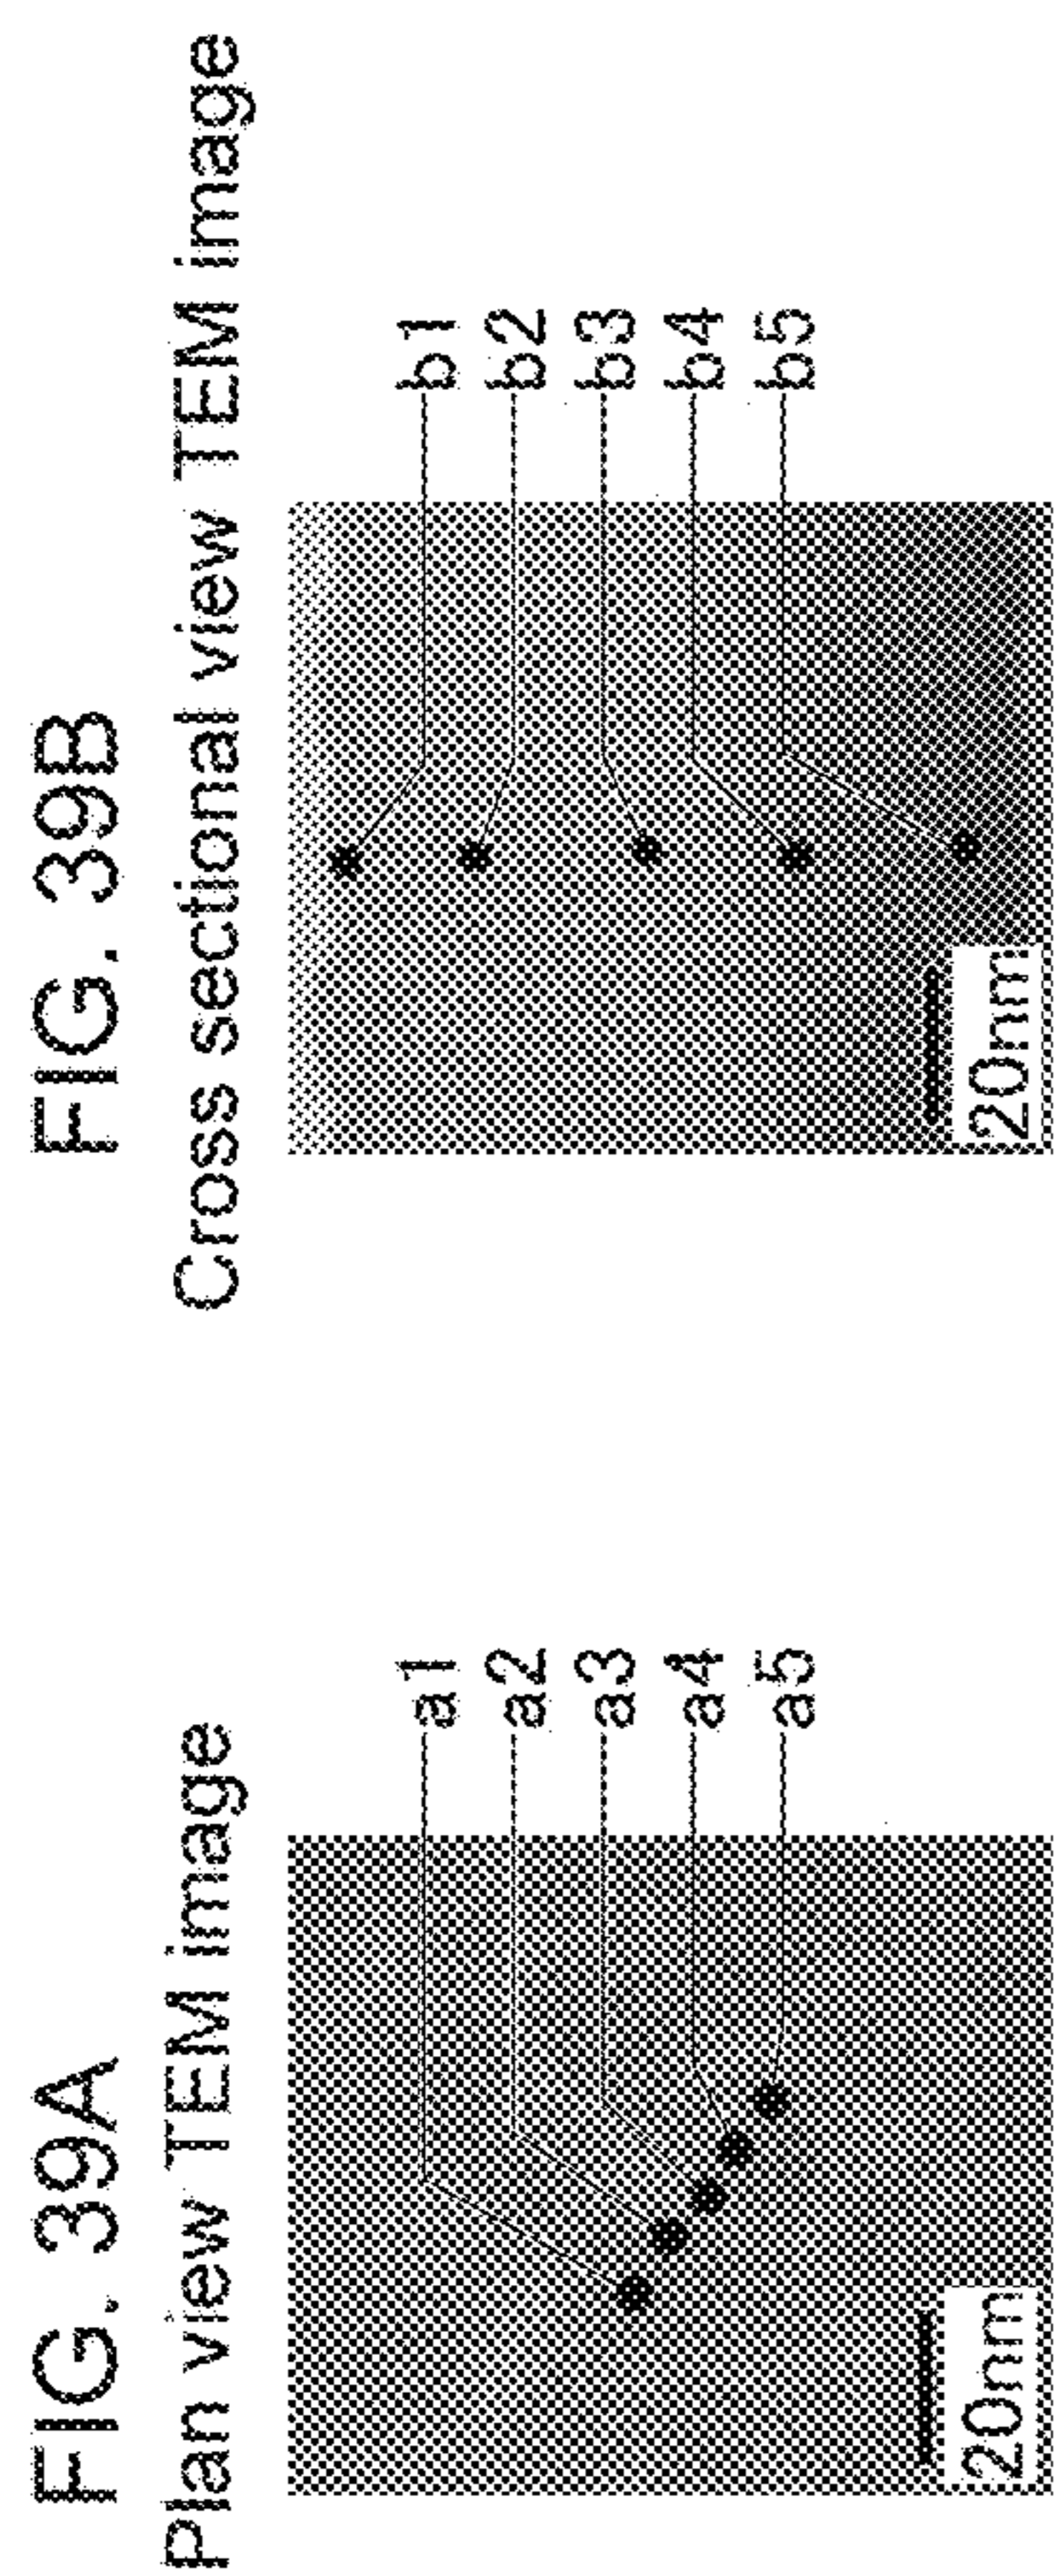 FIG. 39A
Plan view TEM image
a1
a2
a3
a4
a5
20nm
FIG. 39B
Cross sectional view TEM image
b1
b2
b3
b4
b5
20nm